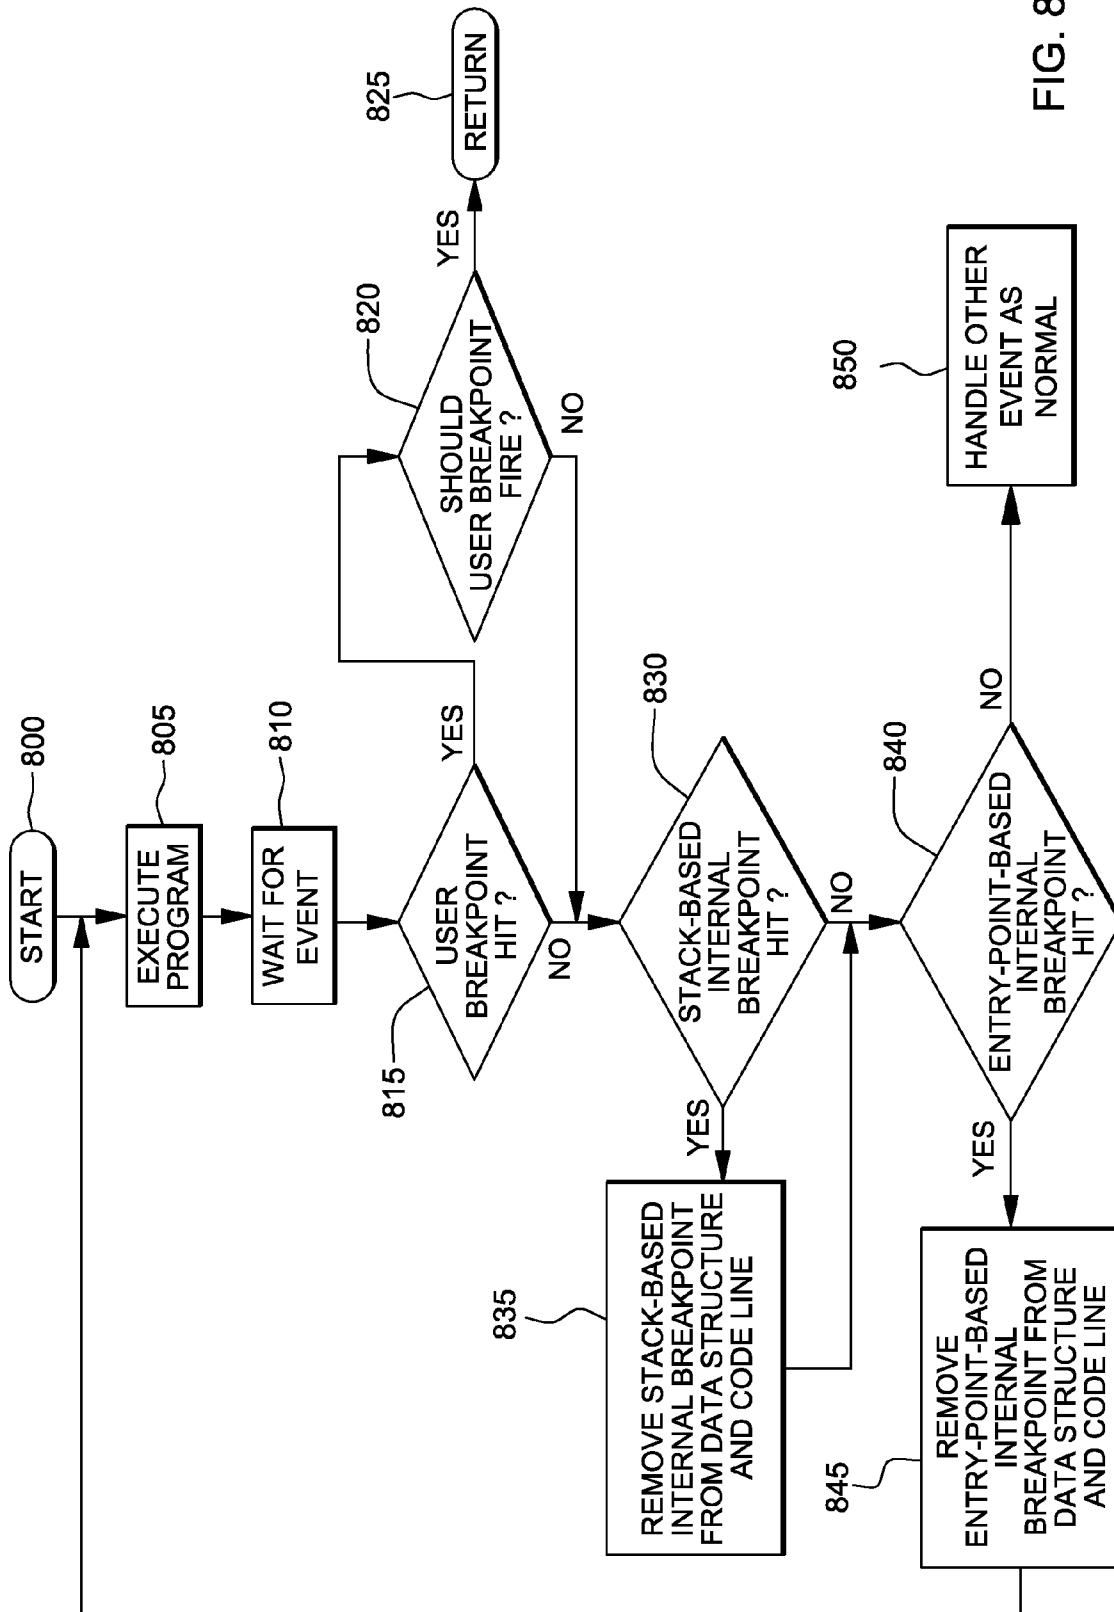 START
800
EXECUTE
PROGRAM
805
WAIT FOR
EVENT
810
USER
BREAKPOINT
HIT ?
815
YES
NO
SHOULD
USER BREAKPOINT
FIRE ?
820
YES
NO
RETURN
825
STACK-BASED
INTERNAL
BREAKPOINT
HIT ?
830
YES
NO
REMOVE STACK-BASED
INTERNAL BREAKPOINT
FROM DATA STRUCTURE
AND CODE LINE
835
ENTRY-POINT-BASED
INTERNAL
BREAKPOINT
HIT ?
840
YES
NO
REMOVE
ENTRY-POINT-BASED
INTERNAL
BREAKPOINT FROM
DATA STRUCTURE
AND CODE LINE
845
HANDLE OTHER
EVENT AS
NORMAL
850
FIG. 8